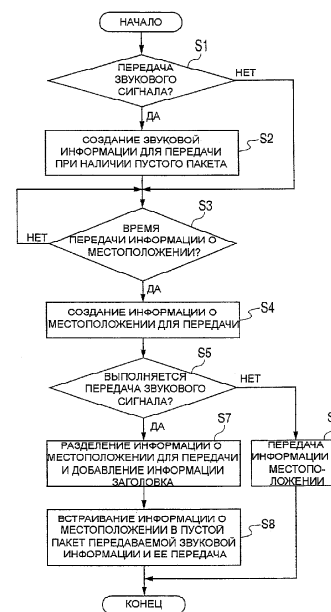 НАЧАЛО
S1
ПЕРЕДАЧА
ЗВУКОВОГО
СИГНАЛА?
НЕТ
ДА
S2
СОЗДАНИЕ ЗВУКОВОЙ
ИНФОРМАЦИИ ДЛЯ ПЕРЕДАЧИ
ПРИ НАЛИЧИИ ПУСТОГО ПАКЕТА
S3
ВРЕМЯ
ПЕРЕДАЧИ ИНФОРМАЦИИ О
МЕСТОПОЛОЖЕНИИ?
НЕТ
ДА
S4
СОЗДАНИЕ ИНФОРМАЦИИ О
МЕСТОПОЛОЖЕНИИ ДЛЯ ПЕРЕДАЧИ
S5
ВЫПОЛНЯЕТСЯ
ПЕРЕДАЧА ЗВУКОВОГО
СИГНАЛА?
НЕТ
ДА
S7
РАЗДЕЛЕНИЕ ИНФОРМАЦИИ О
МЕСТОПОЛОЖЕНИИ ДЛЯ ПЕРЕДАЧИ
И ДОБАВЛЕНИЕ ИНФОРМАЦИИ
ЗАГОЛОВКА
ПЕРЕДАЧА
ИНФОРМАЦИИ
МЕСТОПО-
ЛОЖЕНИИ
S8
ВСТРАИВАНИЕ ИНФОРМАЦИИ О
МЕСТОПОЛОЖЕНИИ В ПУСТОЙ
ПАКЕТ ПЕРЕДАВАЕМОЙ ЗВУКОВОЙ
ИНФОРМАЦИИ И ЕЕ ПЕРЕДАЧА
КОНЕЦ